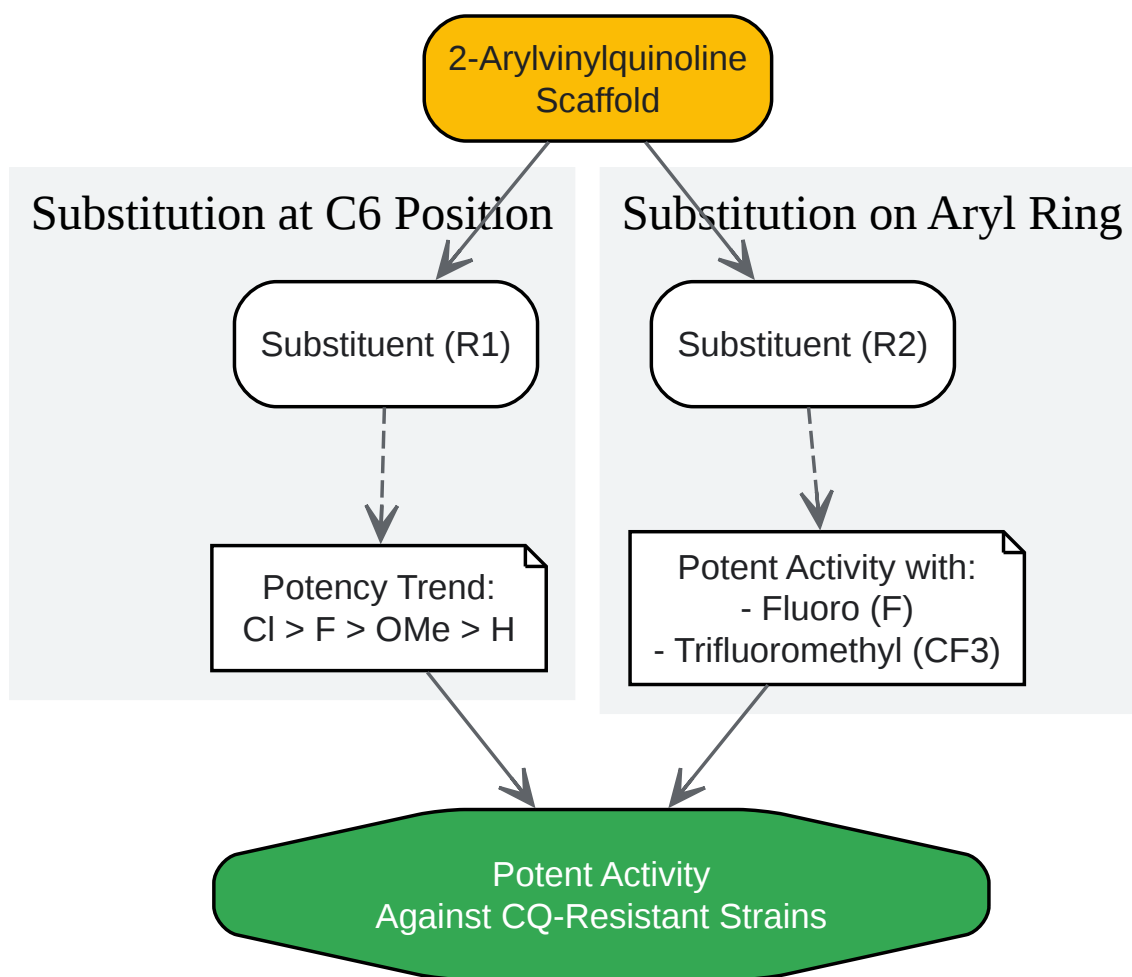 2-Arylvinylquinoline
Scaffold
Substitution at C6 Position
Substitution on Aryl Ring
Substituent (R1)
Substituent (R2)
Potency Trend:
Cl > F > OMe > H
Potent Activity with:
- Fluoro (F)
- Trifluoromethyl (CF3)
Potent Activity
Against CQ-Resistant Strains